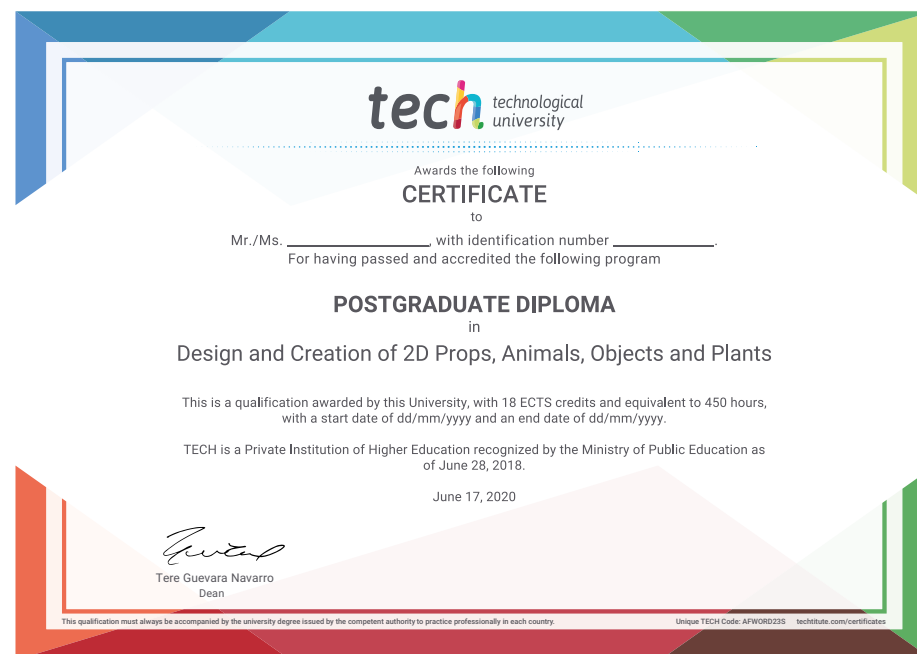 tech technological
university
Awards the following
CERTIFICATE
to
Mr./Ms. ____________________, with identification number ______________.
For having passed and accredited the following program
POSTGRADUATE DIPLOMA
in
Design and Creation of 2D Props, Animals, Objects and Plants
This is a qualification awarded by this University, with 18 ECTS credits and equivalent to 450 hours,
with a start date of dd/mm/yyyy and an end date of dd/mm/yyyy.
TECH is a Private Institution of Higher Education recognized by the Ministry of Public Education as
of June 28, 2018.
June 17, 2020
Tere Guevara Navarro
Dean
This qualification must always be accompanied by the university degree issued by the competent authority to practice professionally in each country. Unique TECH Code: AFWORD23S techtitute.com/certificates